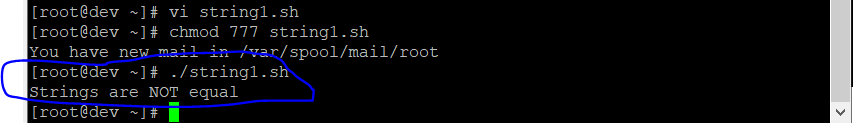 [root@dev ~]# vi string1.sh
[root@dev ~]# chmod 777 string1.sh
You have new mail in /var/spool/mail/root
[root@dev ~]# ./string1.sh
Strings are NOT equal
[root@dev ~]#